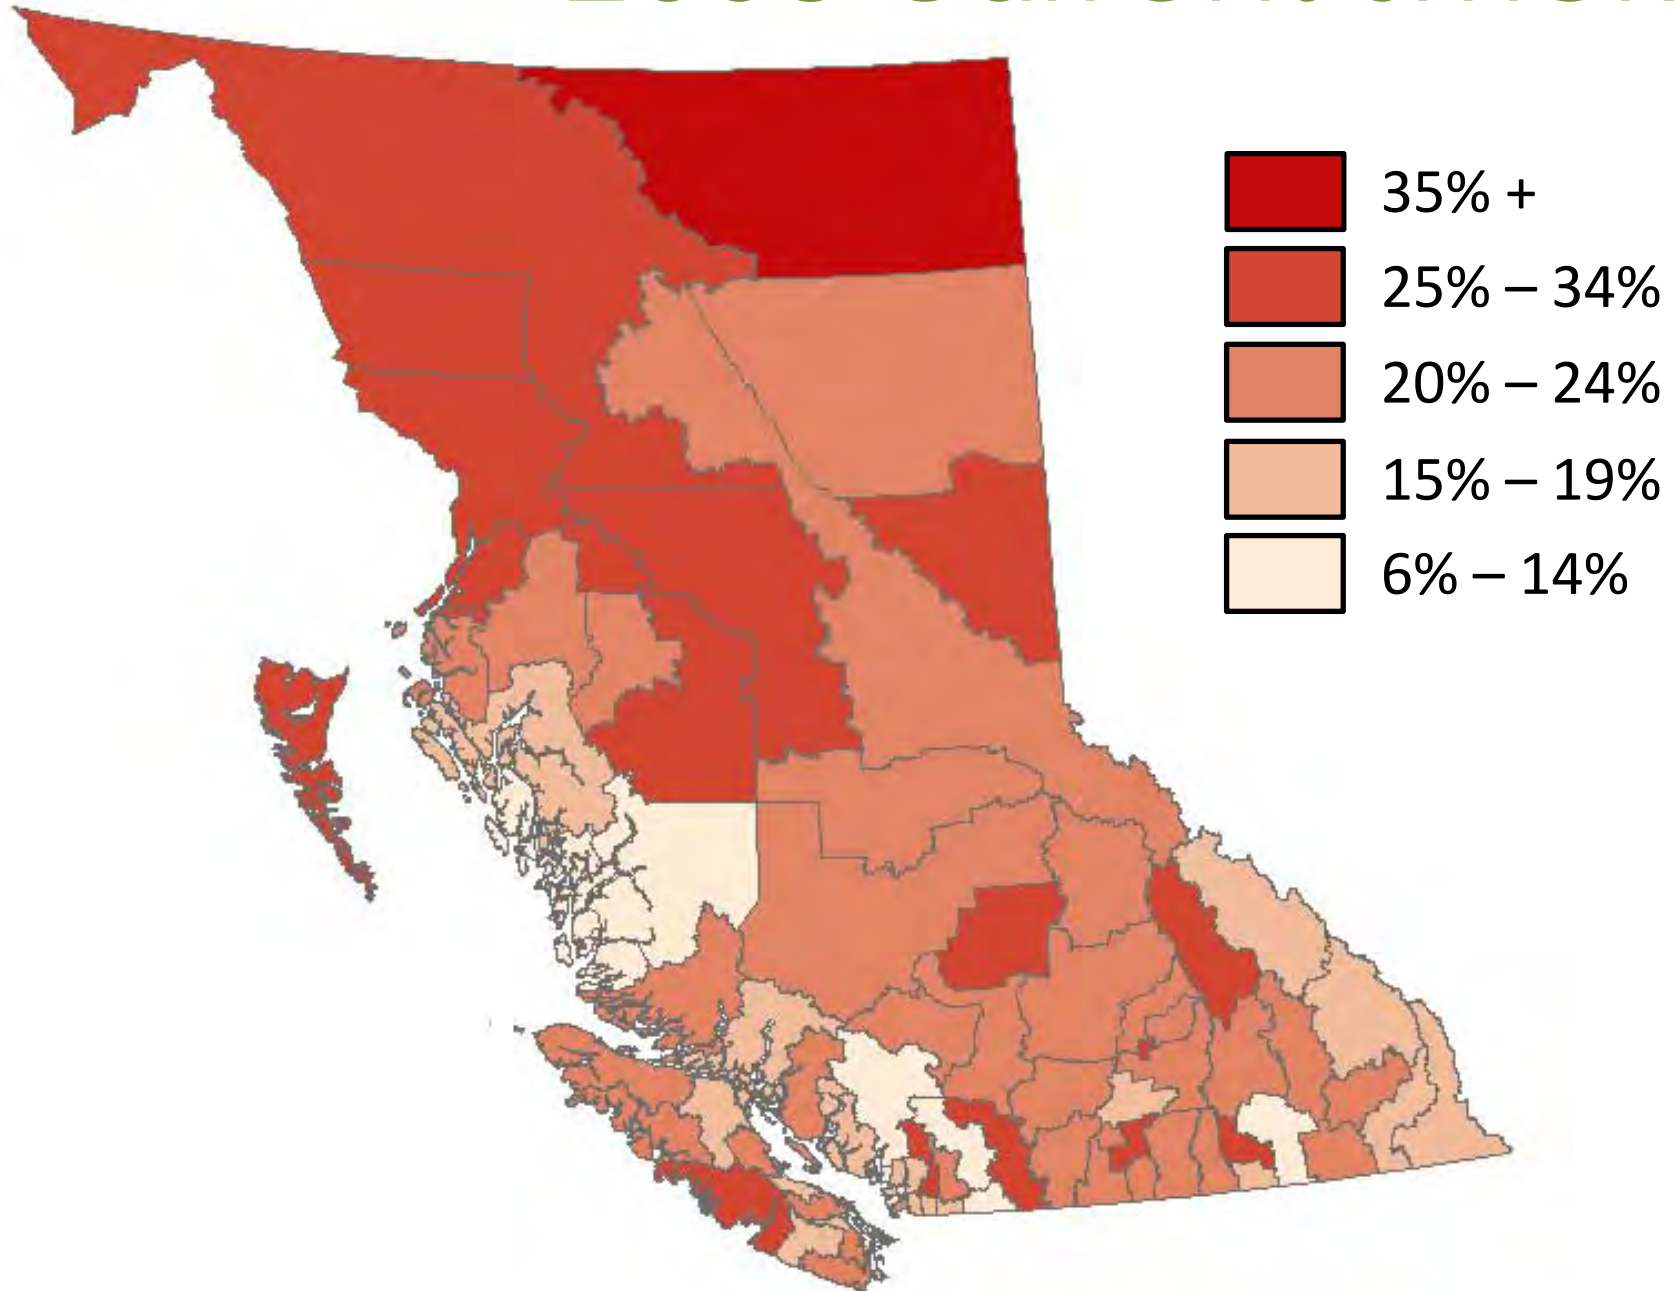 35% +
25% – 34%
20% – 24%
15% – 19%
6% – 14%